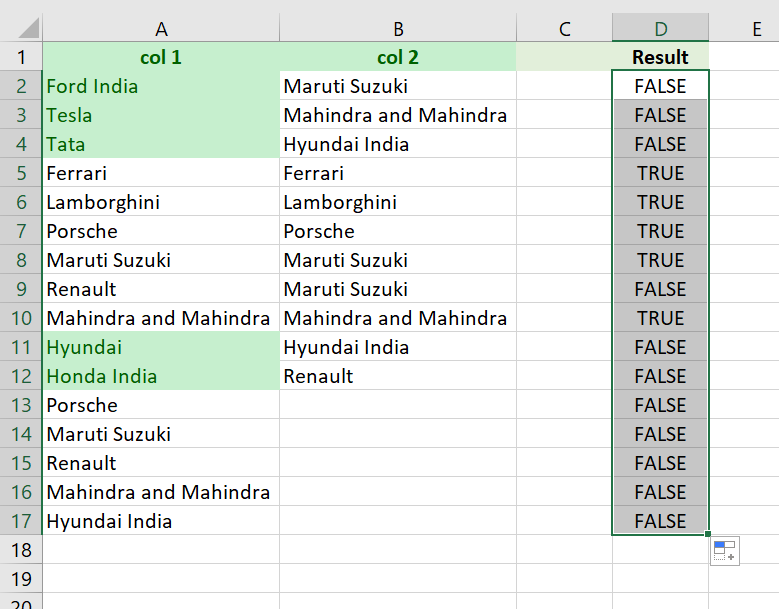 A B C D E
1 col 1 col 2 Result
2 Ford India Maruti Suzuki FALSE
3 Tesla Mahindra and Mahindra FALSE
4 Tata Hyundai India FALSE
5 Ferrari Ferrari TRUE
6 Lamborghini Lamborghini TRUE
7 Porsche Porsche TRUE
8 Maruti Suzuki Maruti Suzuki TRUE
9 Renault Maruti Suzuki FALSE
10 Mahindra and Mahindra Mahindra and Mahindra TRUE
11 Hyundai Hyundai India FALSE
12 Honda India Renault FALSE
13 Porsche FALSE
14 Maruti Suzuki FALSE
15 Renault FALSE
16 Mahindra and Mahindra FALSE
17 Hyundai India FALSE
18
19
20